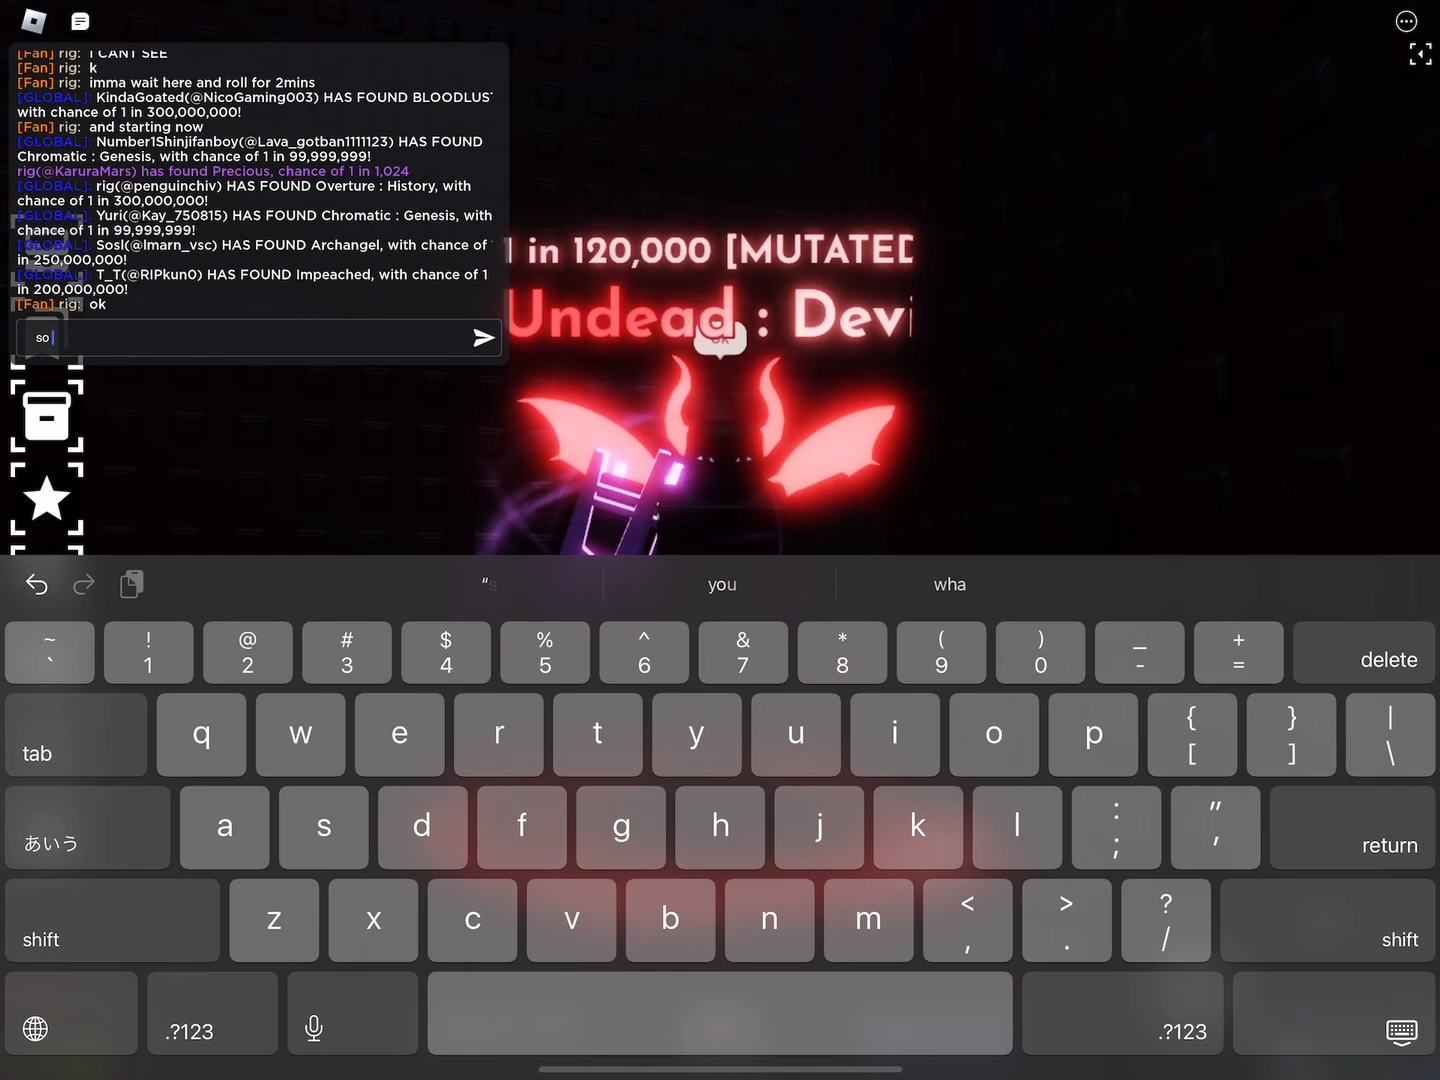 [Fan] rig: I CANT SEE
[Fan] rig: k
[Fan] rig: imma wait here and roll for 2mins
[GLOBAL]: KindaGoated(@NicoGaming003) HAS FOUND BLOODLUST
with chance of 1 in 300,000,000!
[Fan] rig: and starting now
[GLOBAL]: Number1Shinjifanboy(@Lava_gotban1111123) HAS FOUND
Chromatic : Genesis, with chance of 1 in 99,999,999!
rig(@KaruraMars) has found Precious, chance of 1 in 1,024
[GLOBAL]: rig(@penguinchiv) HAS FOUND Overture : History, with
chance of 1 in 300,000,000!
[GLOBAL]: Yuri(@Kay_750815) HAS FOUND Chromatic : Genesis, with
chance of 1 in 99,999,999!
[GLOBAL]: Sosl(@lmarn_vsc) HAS FOUND Archangel, with chance of
in 250,000,000!
[GLOBAL]: T_T(@RIPkun0) HAS FOUND Impeached, with chance of 1
in 200,000,000!
[Fan] rig: ok
so
1 in 120,000 [MUTATED
Undead : Devi
ok
“s you wha
~ ! @ # $ % ^ & * ( ) _ +
` 1 2 3 4 5 6 7 8 9 0 - = delete
tab q w e r t y u i o p { [ } ] | \
あいう a s d f g h j k l : ; " ' return
shift z x c v b n m < , > . ? / shift
.?123 .?123